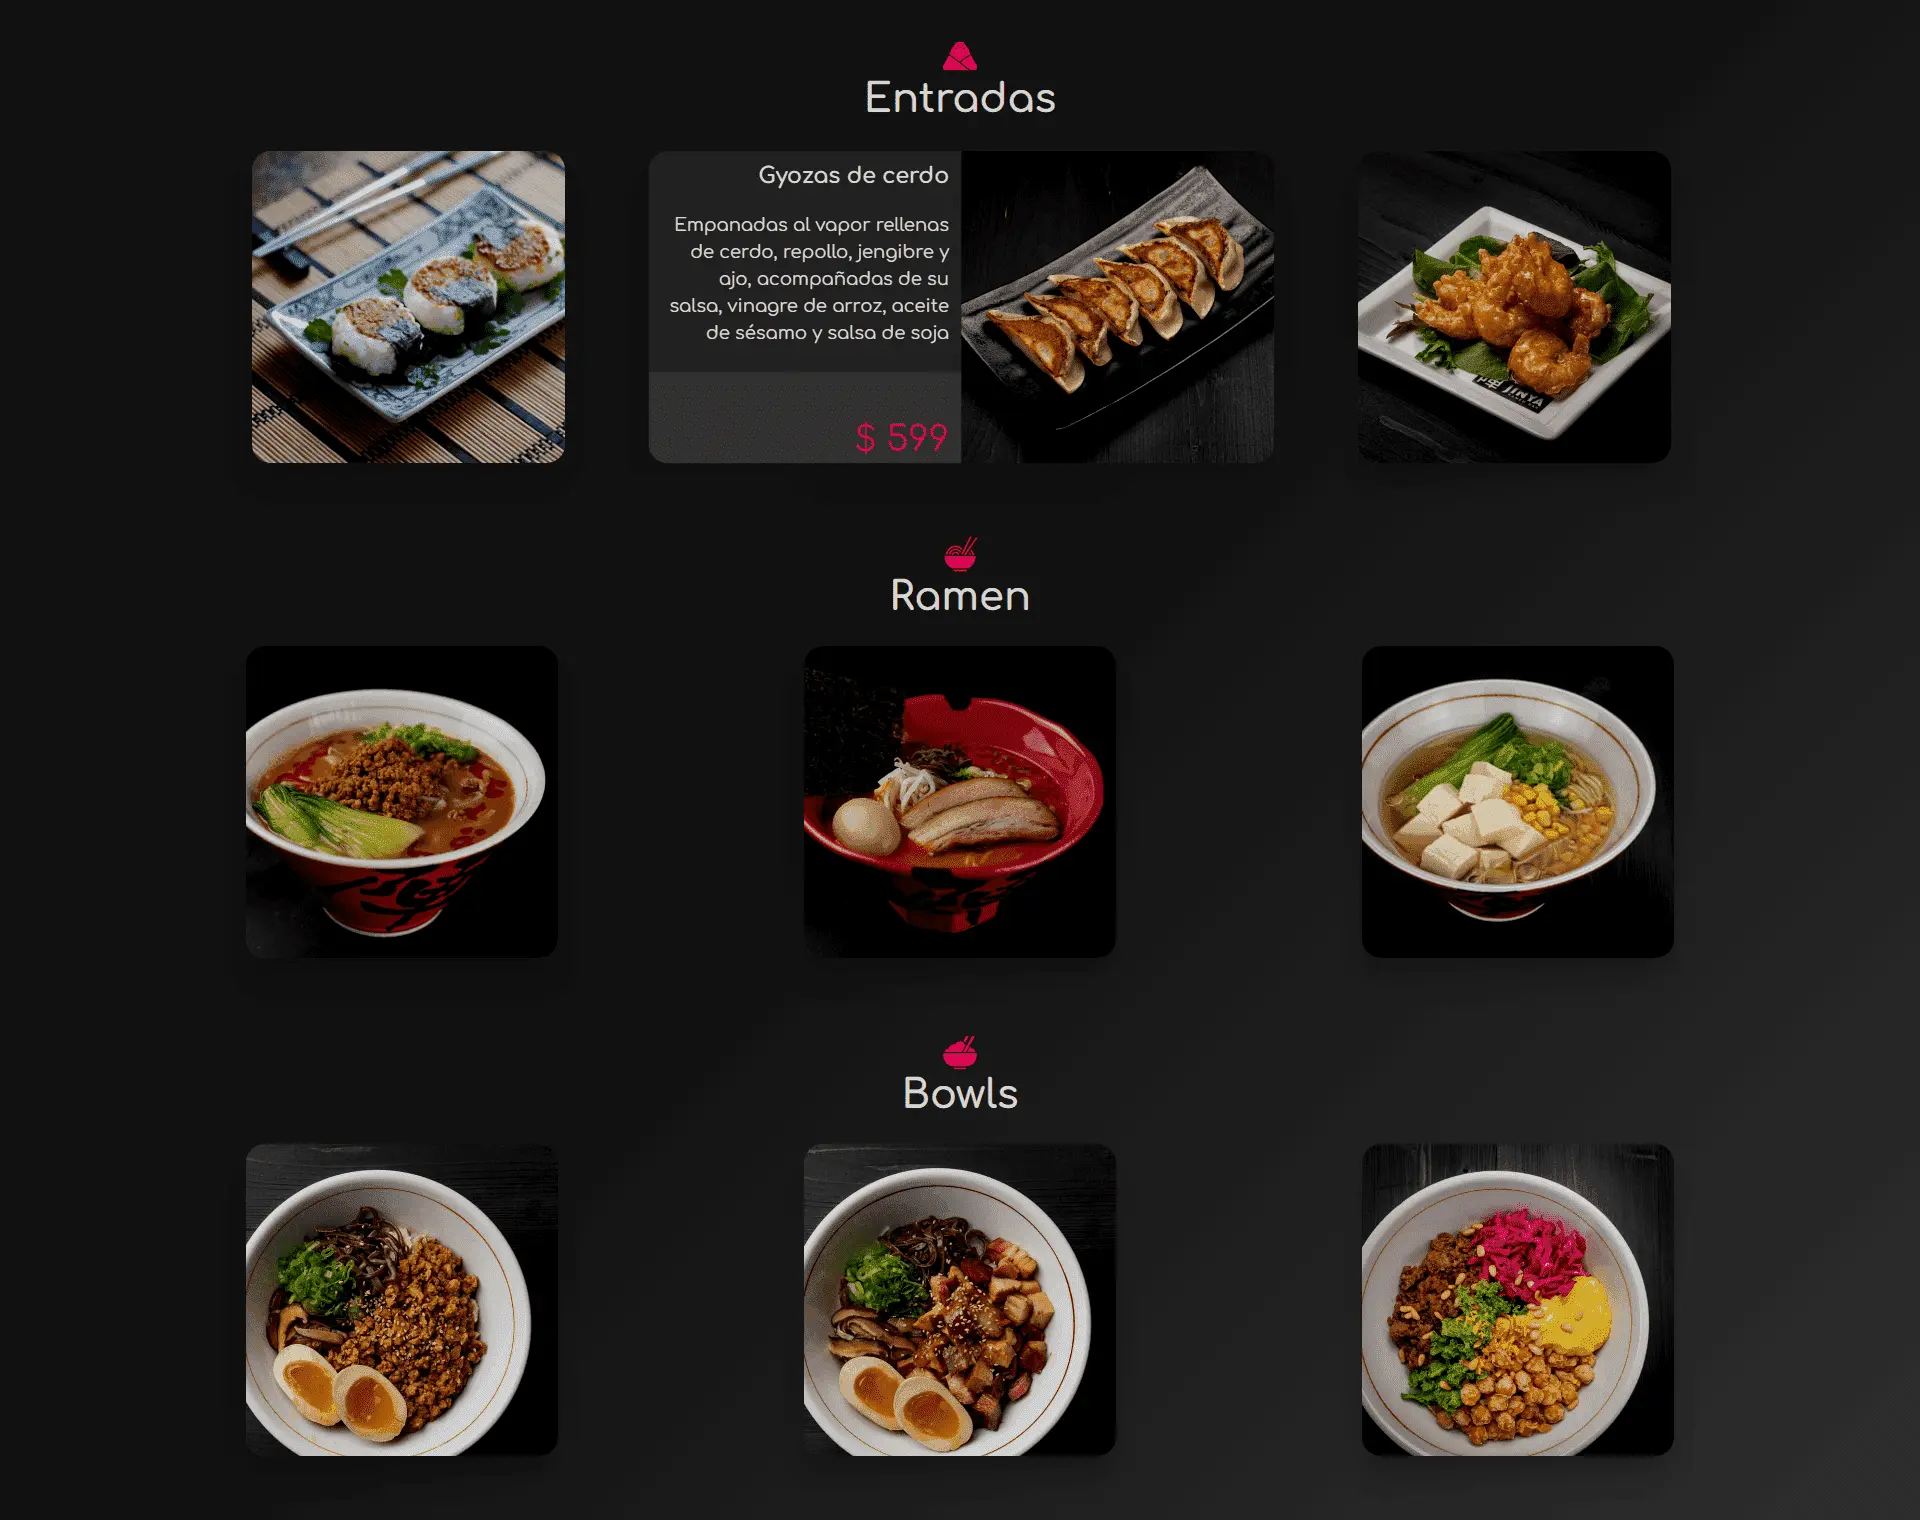 Entradas
Gyozas de cerdo
Empanadas al vapor rellenas
de cerdo, repollo, jengibre y
ajo, acompañadas de su
salsa, vinagre de arroz, aceite
de sésamo y salsa de soja
$ 599
JINYA
Ramen
Bowls